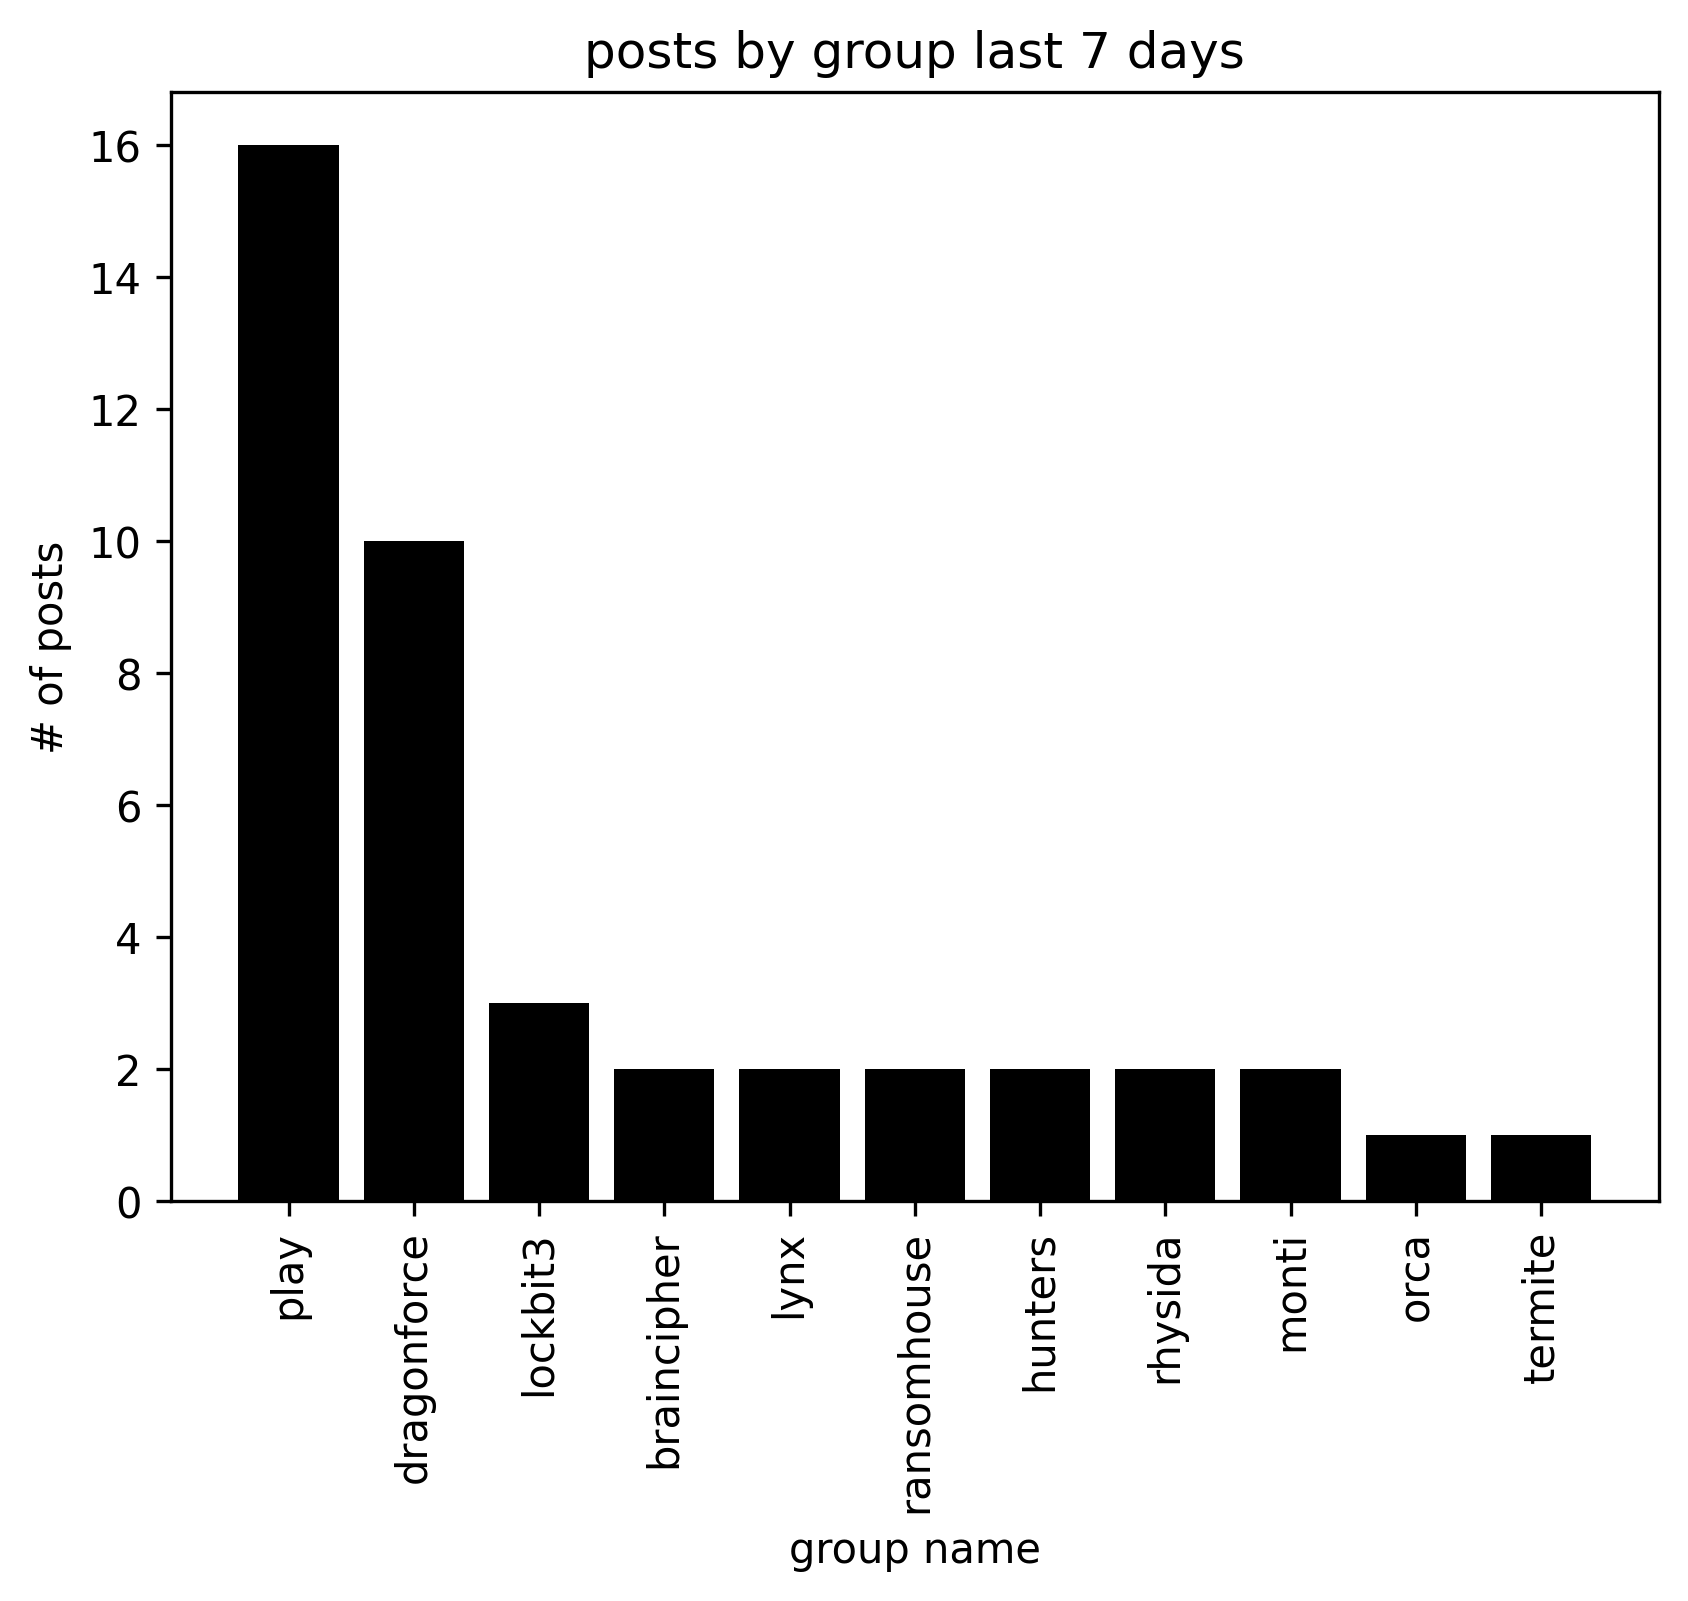 posts by group last 7 days
16
14
12
10
8
6
4
2
0
# of posts
play
dragonforce
lockbit3
braincipher
lynx
ransomhouse
hunters
rhysida
monti
orca
termite
group name